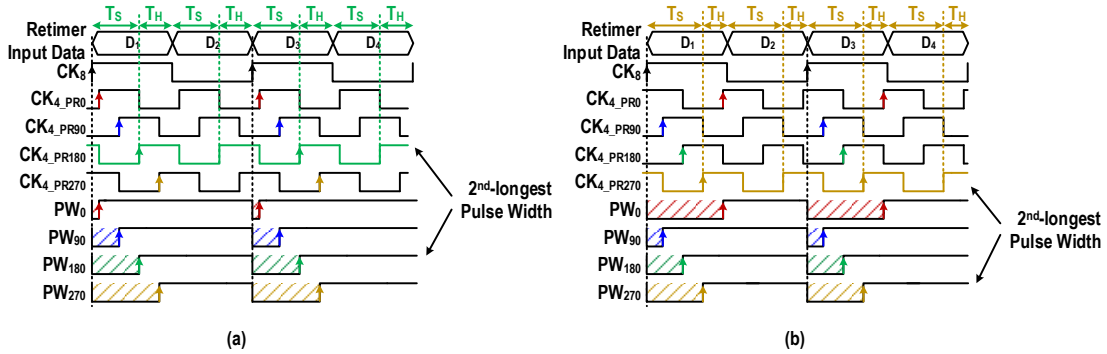 TS TH TS TH TS TH TS TH
Retimer Input Data D1 D2 D3 D4
CK8
CK4_PR0
CK4_PR90
CK4_PR180
CK4_PR270
PW0
PW90
PW180
PW270
2nd-longest
Pulse Width
(a)
TS TH TS TH TS TH TS TH
Retimer Input Data D1 D2 D3 D4
CK8
CK4_PR0
CK4_PR90
CK4_PR180
CK4_PR270
PW0
PW90
PW180
PW270
2nd-longest
Pulse Width
(b)